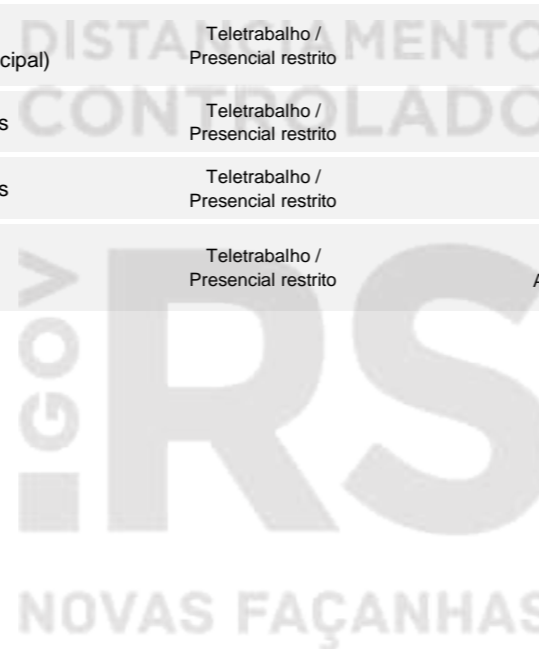 DISTANCIAMENTO
CONTROLADO
Teletrabalho /
cipal)
Presencial restrito
Teletrabalho /
s
Presencial restrito
Teletrabalho /
s
Presencial restrito
Teletrabalho /
Presencial restrito
A
GOV
RS
NOVAS FAÇANHAS